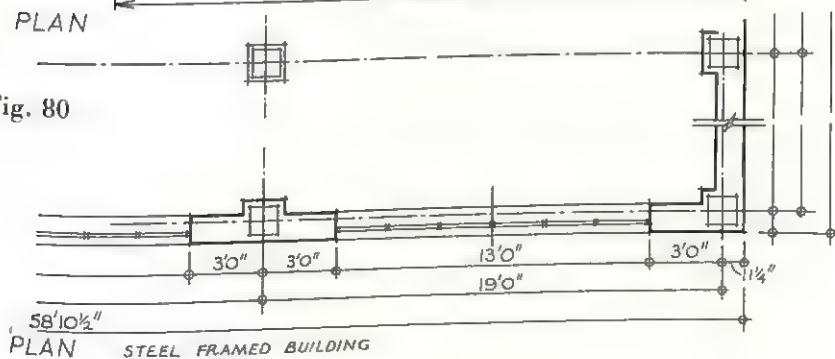 PLAN
Fig. 80
3'0" 3'0" 13'0" 3'0" 1¼"
19'0"
58'10½"
PLAN STEEL FRAMED BUILDING